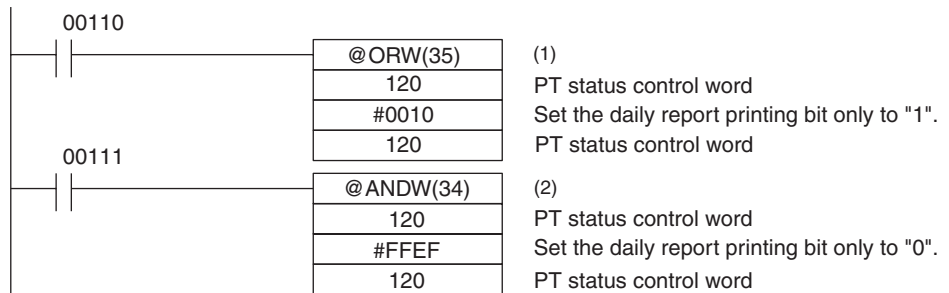 00110
@ORW(35) (1)
120 PT status control word
#0010 Set the daily report printing bit only to "1".
120 PT status control word
00111
@ANDW(34) (2)
120 PT status control word
#FFEF Set the daily report printing bit only to "0".
120 PT status control word